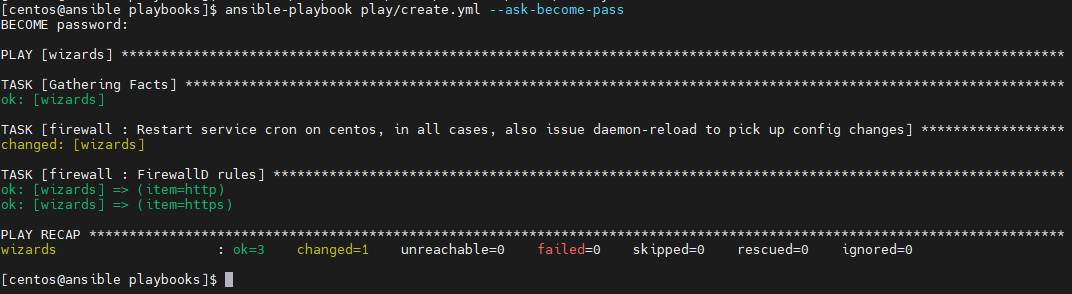 [centos@ansible playbooks]$ ansible-playbook play/create.yml --ask-become-pass
BECOME password:
PLAY [wizards] **********************************************************************************************************************
TASK [Gathering Facts] **************************************************************************************************************
ok: [wizards]
TASK [firewall : Restart service cron on centos, in all cases, also issue daemon-reload to pick up config changes] ******************
changed: [wizards]
TASK [firewall : FirewallD rules] ***************************************************************************************************
ok: [wizards] => (item=http)
ok: [wizards] => (item=https)
PLAY RECAP **************************************************************************************************************************
wizards                    : ok=3    changed=1    unreachable=0    failed=0    skipped=0    rescued=0    ignored=0
[centos@ansible playbooks]$